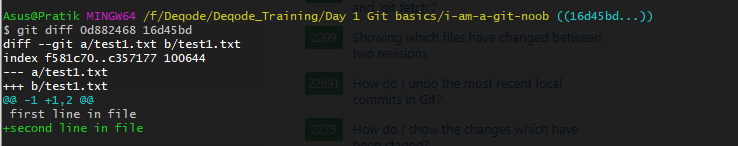 and 'git fetch'?
Asus@Pratik MINGW64 /f/Deqode/Deqode_Training/Day 1 Git basics/i-am-a-git-noob ((16d45bd...))
$ git diff 0d882468 16d45bd
2209 Showing which files have changed between two revisions
diff --git a/test1.txt b/test1.txt
index f581c70..c357177 100644
--- a/test1.txt
+++ b/test1.txt
22691 How do I undo the most recent local commits in Git?
@@ -1 +1,2 @@
 first line in file
+second line in file
2275 How do I show the changes which have been staged?